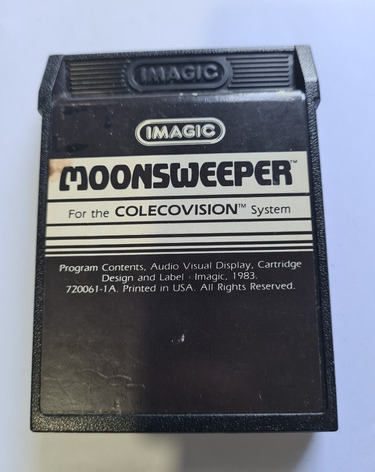 IMAGIC
IMAGIC
MOONSWEEPER™
For the COLECOVISION™ System
Program Contents, Audio Visual Display, Cartridge
Design and Label · Imagic, 1983.
720061-1A. Printed in USA. All Rights Reserved.